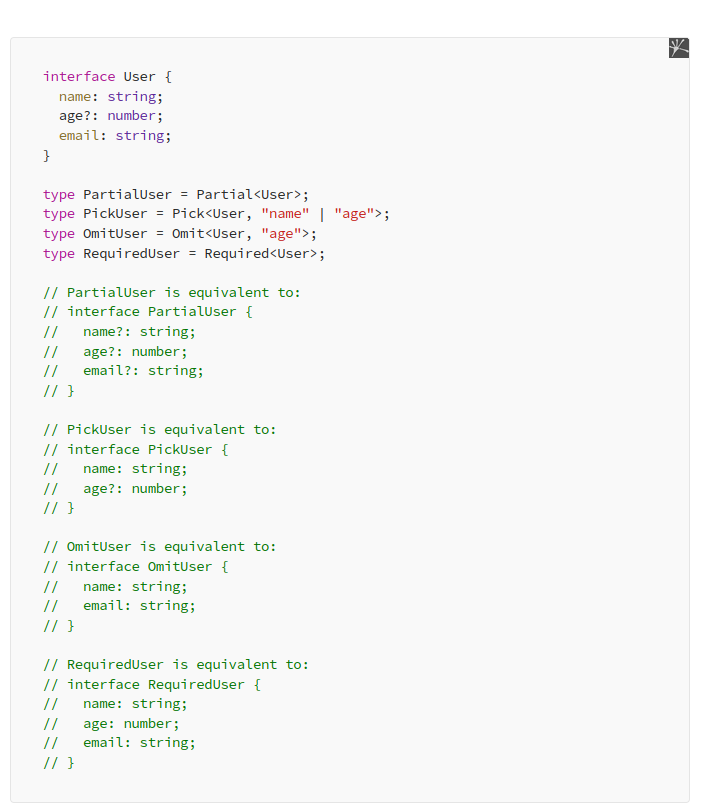 interface User {
  name: string;
  age?: number;
  email: string;
}

type PartialUser = Partial<User>;
type PickUser = Pick<User, "name" | "age">;
type OmitUser = Omit<User, "age">;
type RequiredUser = Required<User>;

// PartialUser is equivalent to:
// interface PartialUser {
//   name?: string;
//   age?: number;
//   email?: string;
// }

// PickUser is equivalent to:
// interface PickUser {
//   name: string;
//   age?: number;
// }

// OmitUser is equivalent to:
// interface OmitUser {
//   name: string;
//   email: string;
// }

// RequiredUser is equivalent to:
// interface RequiredUser {
//   name: string;
//   age: number;
//   email: string;
// }